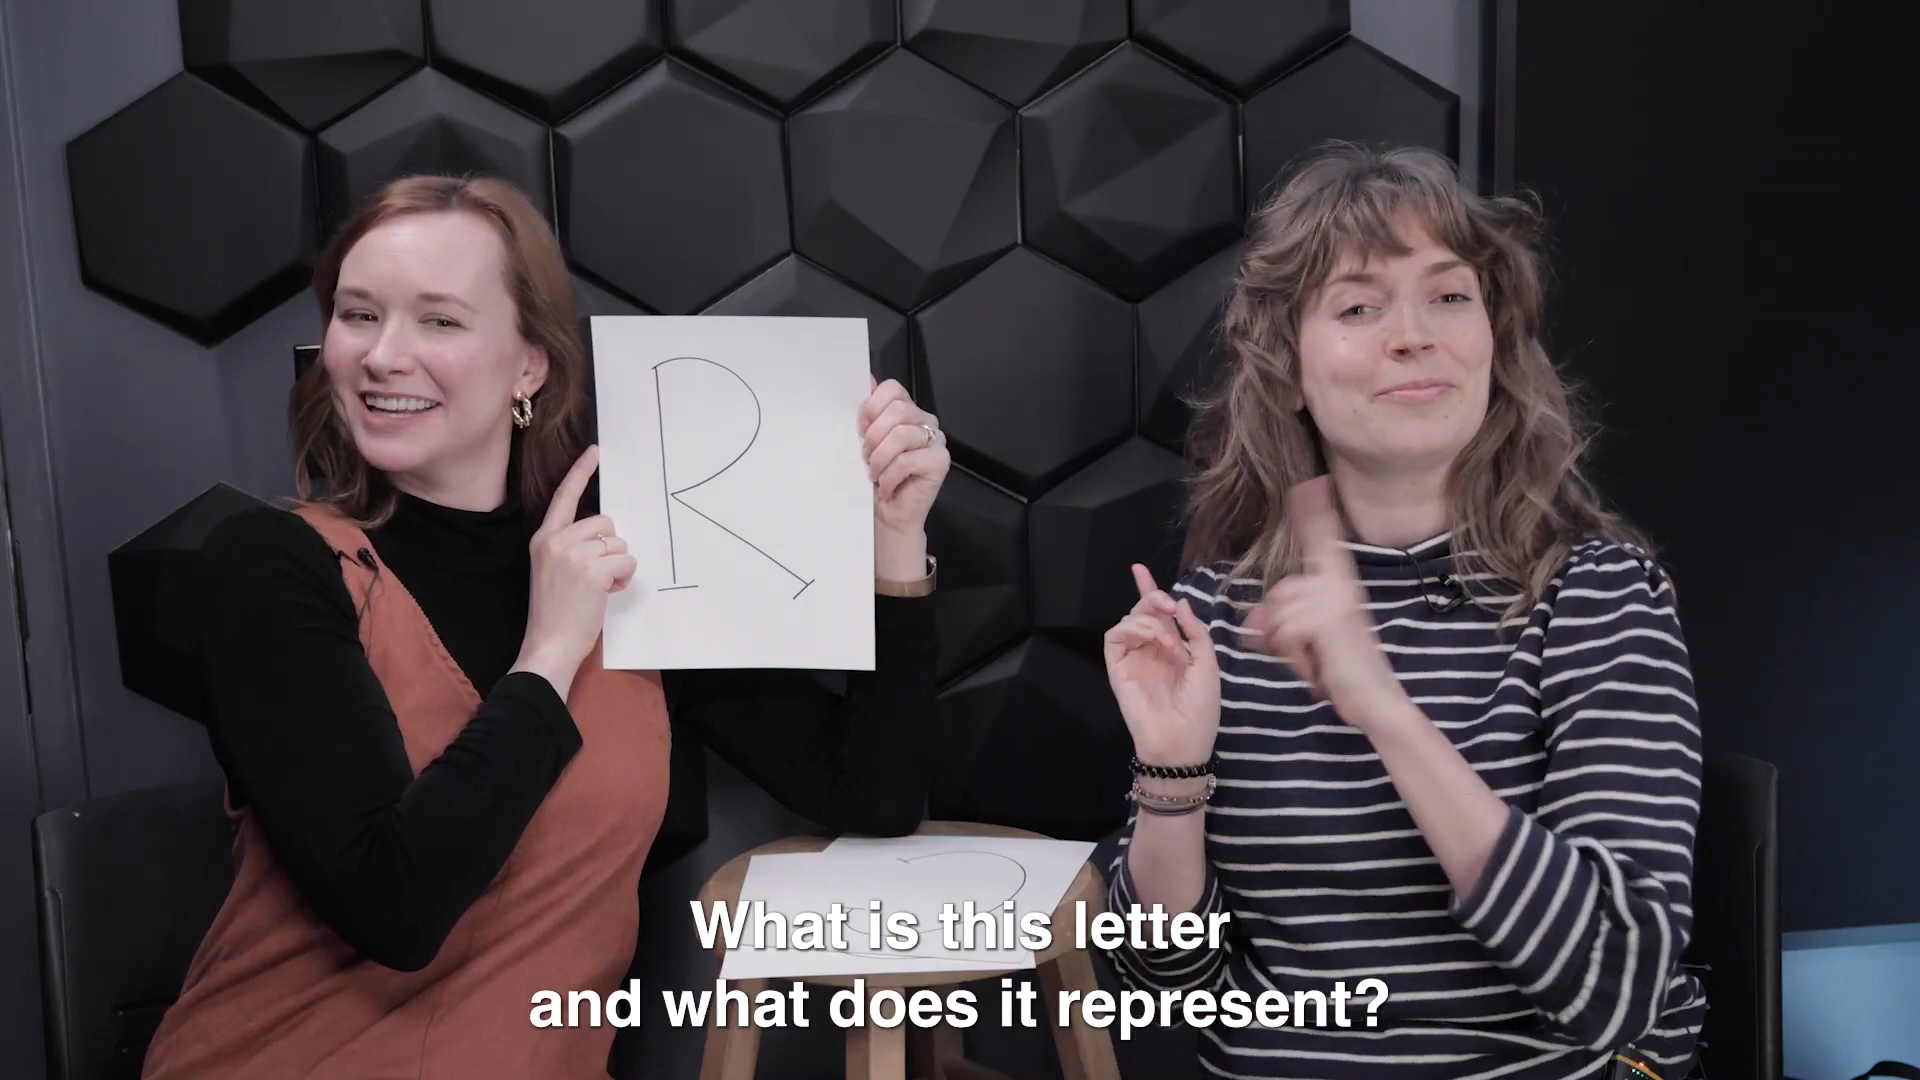 R
What is this letter
and what does it represent?